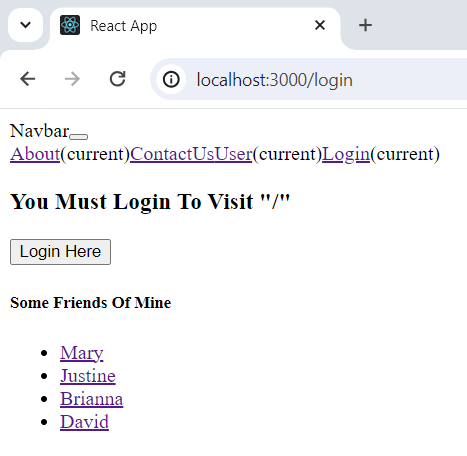 React App
localhost:3000/login
Navbar
About(current)ContactUsUser(current)Login(current)
You Must Login To Visit "/"
Login Here
Some Friends Of Mine
Mary
Justine
Brianna
David